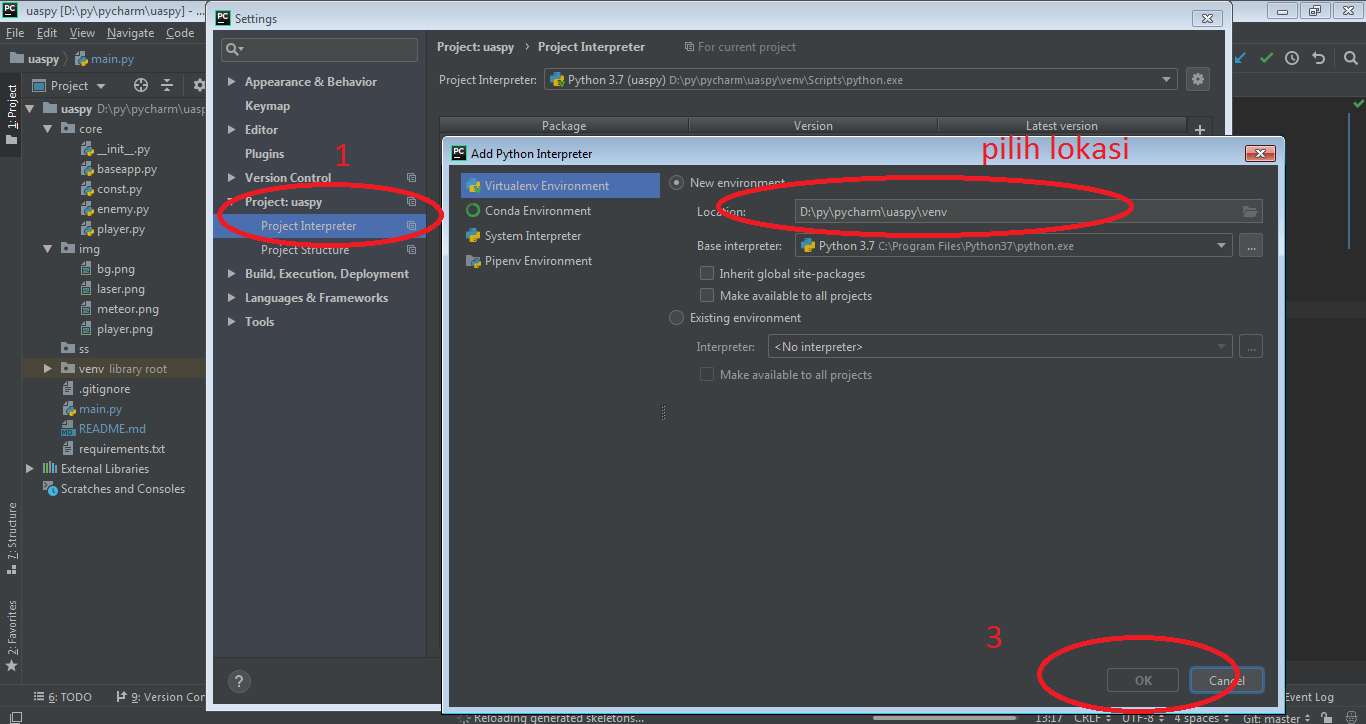 uaspy [D:\py\pycharm\uaspy] - ...
File Edit View Navigate Code
uaspy main.py
1: Project
Project
uaspy D:\py\pycharm\uasp
core
__init__.py
baseapp.py
const.py
enemy.py
player.py
img
bg.png
laser.png
meteor.png
player.png
ss
venv library root
.gitignore
main.py
README.md
requirements.txt
External Libraries
Scratches and Consoles
7: Structure
2: Favorites
6: TODO 9: Version Con
Settings
Appearance & Behavior
Keymap
Editor
Plugins
1
Version Control
Project: uaspy
Project Interpreter
Project Structure
Build, Execution, Deployment
Languages & Frameworks
Tools
?
Project: uaspy › Project Interpreter For current project
Project Interpreter: Python 3.7 (uaspy) D:\py\pycharm\uaspy\venv\Scripts\python.exe
Package Version Latest version
+
pilih lokasi
Add Python Interpreter
Virtualenv Environment
Conda Environment
System Interpreter
Pipenv Environment
New environment
Location: D:\py\pycharm\uaspy\venv
Base interpreter: Python 3.7 C:\Program Files\Python37\python.exe ...
Inherit global site-packages
Make available to all projects
Existing environment
Interpreter: <No interpreter> ...
Make available to all projects
3
OK Cancel
Event Log
Reloading generated skeletons... 13:17 CRLF UTF-8 4 spaces Git: master